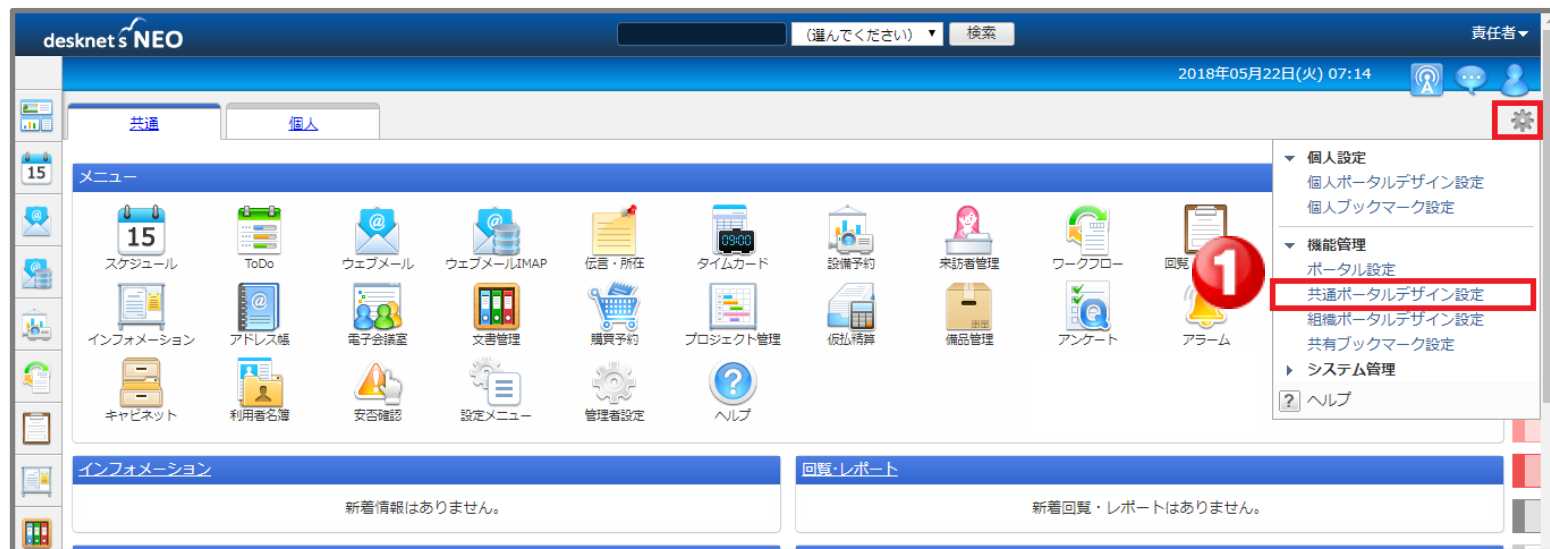 desknet's NEO
(選んでください) ▼ 検索
責任者▼
2018年05月22日(火) 07:14
共通 個人
15
メニュー
15
09:00
スケジュール ToDo ウェブメール ウェブメールIMAP 伝言・所在 タイムカード 設備予約 来訪者管理 ワークフロー 回覧
インフォメーション アドレス帳 電子会議室 文書管理 購買予約 プロジェクト管理 仮払精算 備品管理 アンケート アラーム
キャビネット 利用者名簿 安否確認 設定メニュー 管理者設定 ヘルプ
▼ 個人設定
個人ポータルデザイン設定
個人ブックマーク設定
▼ 機能管理
ポータル設定
1
共通ポータルデザイン設定
組織ポータルデザイン設定
共有ブックマーク設定
▶ システム管理
? ヘルプ
インフォメーション
新着情報はありません。
回覧・レポート
新着回覧・レポートはありません。